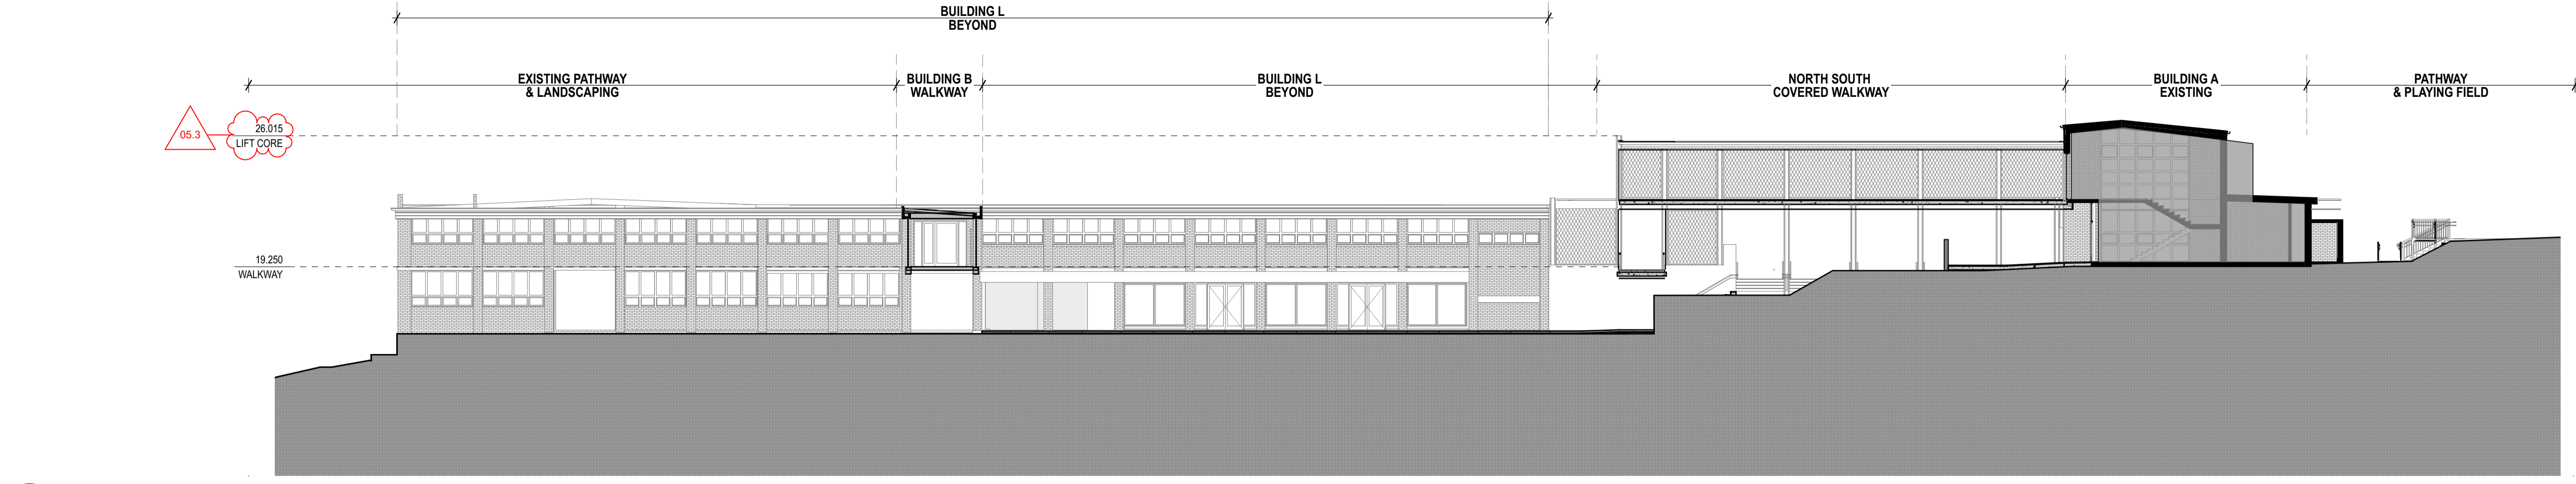 BUILDING L
BEYOND
EXISTING PATHWAY
& LANDSCAPING
BUILDING B
WALKWAY
BUILDING L
BEYOND
NORTH SOUTH
COVERED WALKWAY
BUILDING A
EXISTING
PATHWAY
& PLAYING FIELD
05.3
26.015
LIFT CORE
19.250
WALKWAY